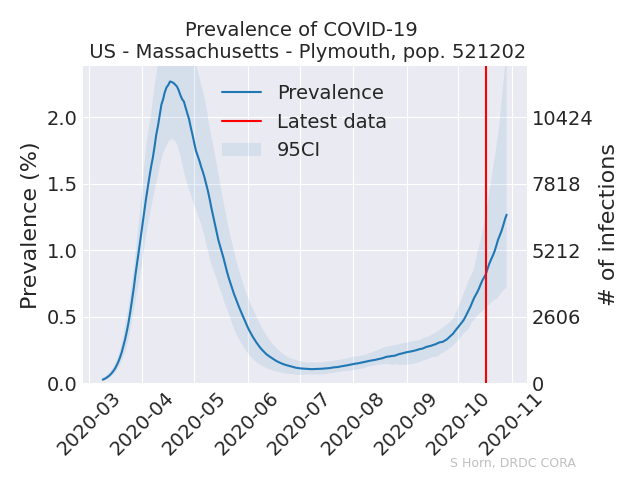 Prevalence of COVID-19
US - Massachusetts - Plymouth, pop. 521202
Prevalence
Latest data
95CI
Prevalence (%)
2.0
1.5
1.0
0.5
0.0
10424
7818
5212
2606
0
# of infections
2020-03
2020-04
2020-05
2020-06
2020-07
2020-08
2020-09
2020-10
2020-11
S Horn, DRDC CORA